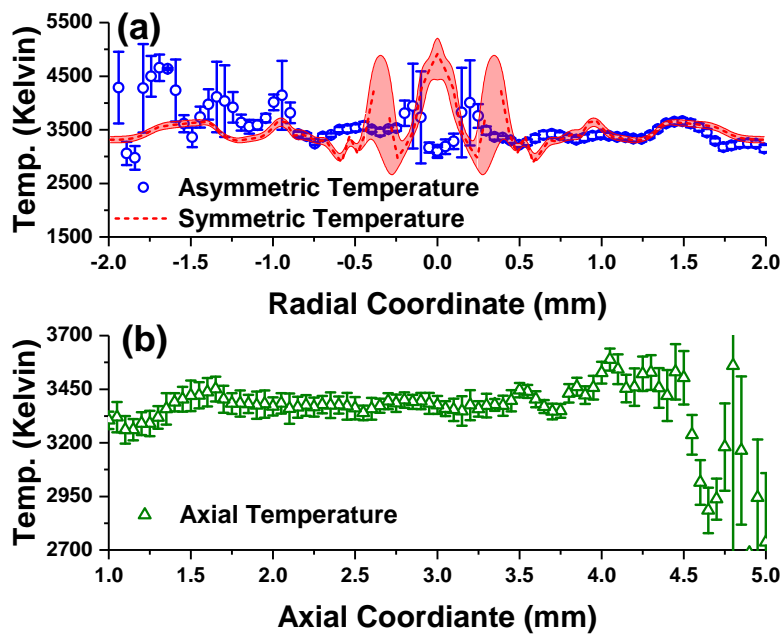 (a)
Temp. (Kelvin)
5500
4500
3500
2500
1500
Asymmetric Temperature
Symmetric Temperature
-2.0 -1.5 -1.0 -0.5 0.0 0.5 1.0 1.5 2.0
Radial Coordinate (mm)
(b)
Temp. (Kelvin)
3700
3450
3200
2950
2700
Axial Temperature
1.0 1.5 2.0 2.5 3.0 3.5 4.0 4.5 5.0
Axial Coordiante (mm)